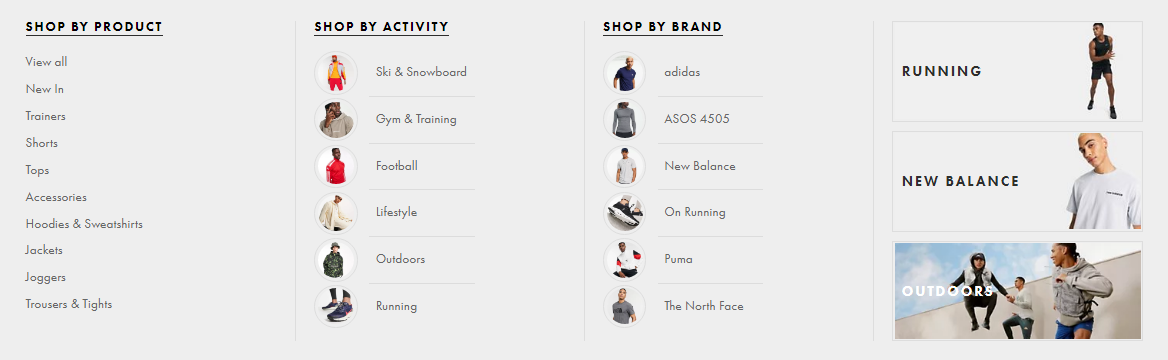 SHOP BY PRODUCT
View all
New In
Trainers
Shorts
Tops
Accessories
Hoodies & Sweatshirts
Jackets
Joggers
Trousers & Tights
SHOP BY ACTIVITY
Ski & Snowboard
Gym & Training
Football
Lifestyle
Outdoors
Running
SHOP BY BRAND
adidas
ASOS 4505
New Balance
On Running
Puma
The North Face
RUNNING
NEW BALANCE
OUTDOORS